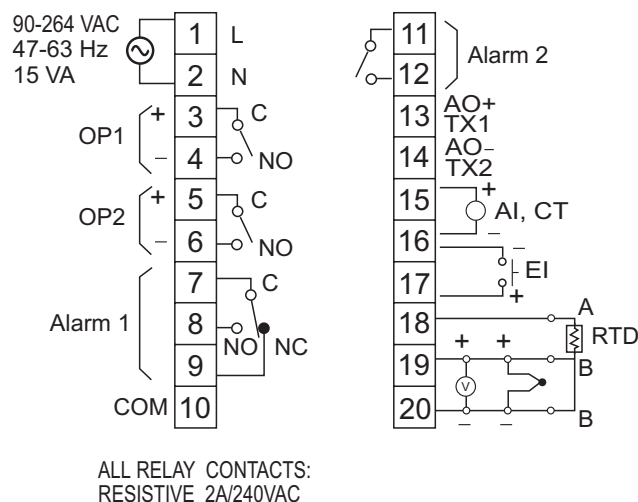 90-264 VAC
47-63 Hz
15 VA
1 L
2 N
OP1 + 3 C
− 4 NO
OP2 + 5 C
− 6 NO
Alarm 1
7 C
8 NO NC
9
COM 10
11
12
Alarm 2
13 AO+
TX1
14 AO−
TX2
15 +
AI, CT
−
16 −
EI
17 +
18 A
RTD
19 + + B
V
20 − − B
ALL RELAY CONTACTS:
RESISTIVE 2A/240VAC